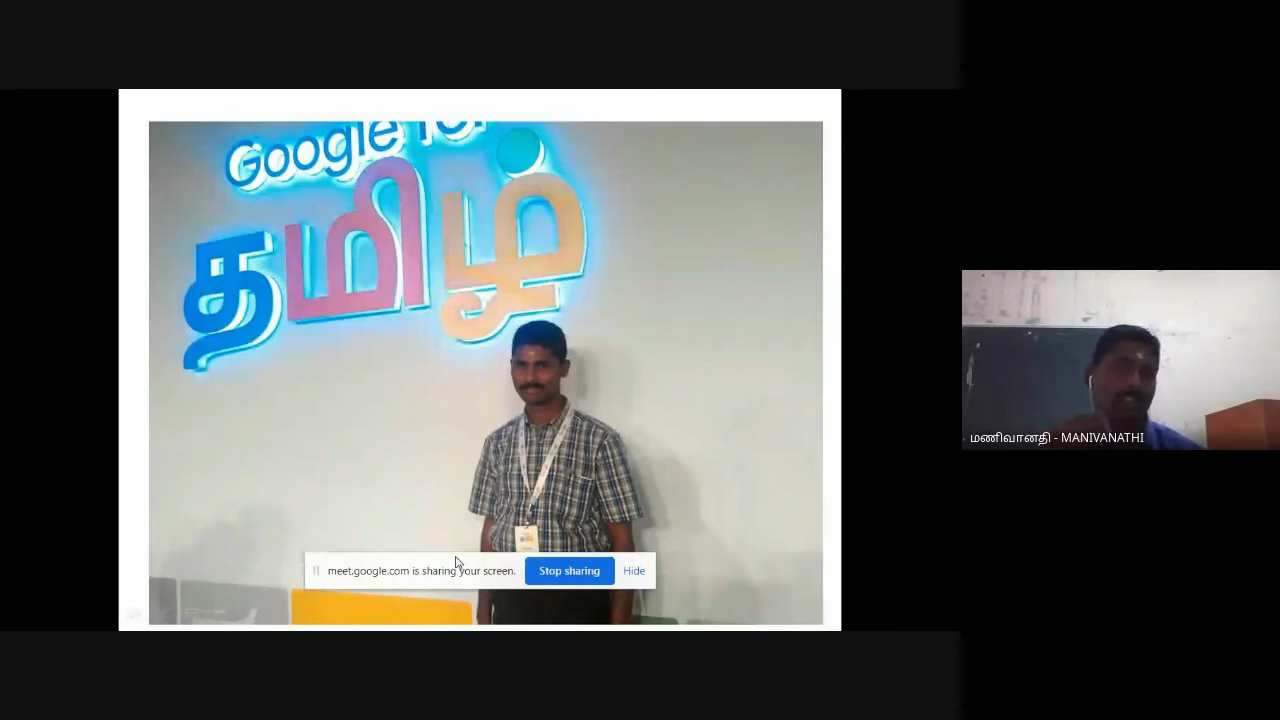 Google for
தமிழ்
meet.google.com is sharing your screen.
Stop sharing
Hide
மணிவானதி - MANIVANATHI